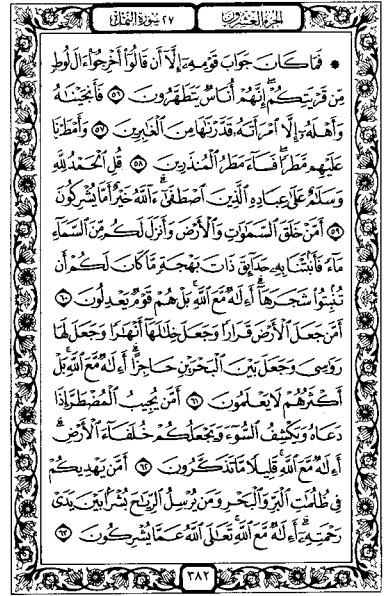 الجزء العشرون ٢٧ سورة النمل
۞ فَمَا كَانَ جَوَابَ قَوْمِهِۦٓ إِلَّآ أَن قَالُوٓا۟ أَخْرِجُوٓا۟ ءَالَ لُوطٍ
مِّن قَرْيَتِكُمْ ۖ إِنَّهُمْ أُنَاسٌ يَتَطَهَّرُونَ ٥٦ فَأَنجَيْنَٰهُ
وَأَهْلَهُۥٓ إِلَّا ٱمْرَأَتَهُۥ قَدَّرْنَٰهَا مِنَ ٱلْغَٰبِرِينَ ٥٧ وَأَمْطَرْنَا
عَلَيْهِم مَّطَرًا ۖ فَسَآءَ مَطَرُ ٱلْمُنذَرِينَ ٥٨ قُلِ ٱلْحَمْدُ لِلَّهِ
وَسَلَٰمٌ عَلَىٰ عِبَادِهِ ٱلَّذِينَ ٱصْطَفَىٰٓ ۗ ءَآللَّهُ خَيْرٌ أَمَّا يُشْرِكُونَ
٥٩ أَمَّنْ خَلَقَ ٱلسَّمَٰوَٰتِ وَٱلْأَرْضَ وَأَنزَلَ لَكُم مِّنَ ٱلسَّمَآءِ
مَآءً فَأَنۢبَتْنَا بِهِۦ حَدَآئِقَ ذَاتَ بَهْجَةٍ مَّا كَانَ لَكُمْ أَن
تُنۢبِتُوا۟ شَجَرَهَآ ۗ أَءِلَٰهٌ مَّعَ ٱللَّهِ ۚ بَلْ هُمْ قَوْمٌ يَعْدِلُونَ ٦٠
أَمَّن جَعَلَ ٱلْأَرْضَ قَرَارًا وَجَعَلَ خِلَٰلَهَآ أَنْهَٰرًا وَجَعَلَ لَهَا
رَوَٰسِىَ وَجَعَلَ بَيْنَ ٱلْبَحْرَيْنِ حَاجِزًا ۗ أَءِلَٰهٌ مَّعَ ٱللَّهِ ۚ بَلْ
أَكْثَرُهُمْ لَا يَعْلَمُونَ ٦١ أَمَّن يُجِيبُ ٱلْمُضْطَرَّ إِذَا
دَعَاهُ وَيَكْشِفُ ٱلسُّوٓءَ وَيَجْعَلُكُمْ خُلَفَآءَ ٱلْأَرْضِ ۗ
أَءِلَٰهٌ مَّعَ ٱللَّهِ ۚ قَلِيلًا مَّا تَذَكَّرُونَ ٦٢ أَمَّن يَهْدِيكُمْ
فِى ظُلُمَٰتِ ٱلْبَرِّ وَٱلْبَحْرِ وَمَن يُرْسِلُ ٱلرِّيَٰحَ بُشْرًۢا بَيْنَ يَدَىْ
رَحْمَتِهِۦٓ ۗ أَءِلَٰهٌ مَّعَ ٱللَّهِ ۚ تَعَٰلَى ٱللَّهُ عَمَّا يُشْرِكُونَ ٦٣
٣٨٢